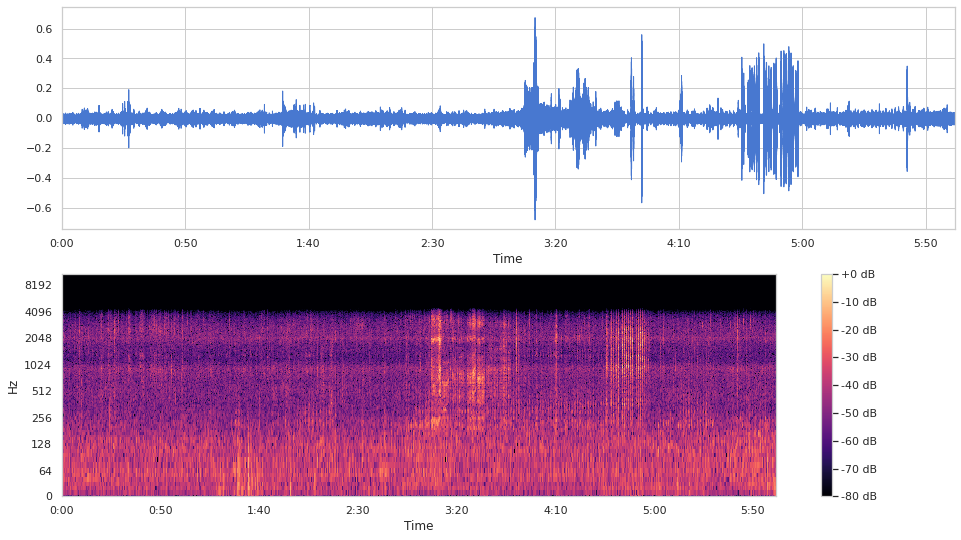 0.6
0.4
0.2
0.0
−0.2
−0.4
−0.6
0:00 0:50 1:40 2:30 3:20 4:10 5:00 5:50
Time
8192
4096
2048
1024
512
256
128
64
0
Hz
0:00 0:50 1:40 2:30 3:20 4:10 5:00 5:50
Time
+0 dB
-10 dB
-20 dB
-30 dB
-40 dB
-50 dB
-60 dB
-70 dB
-80 dB